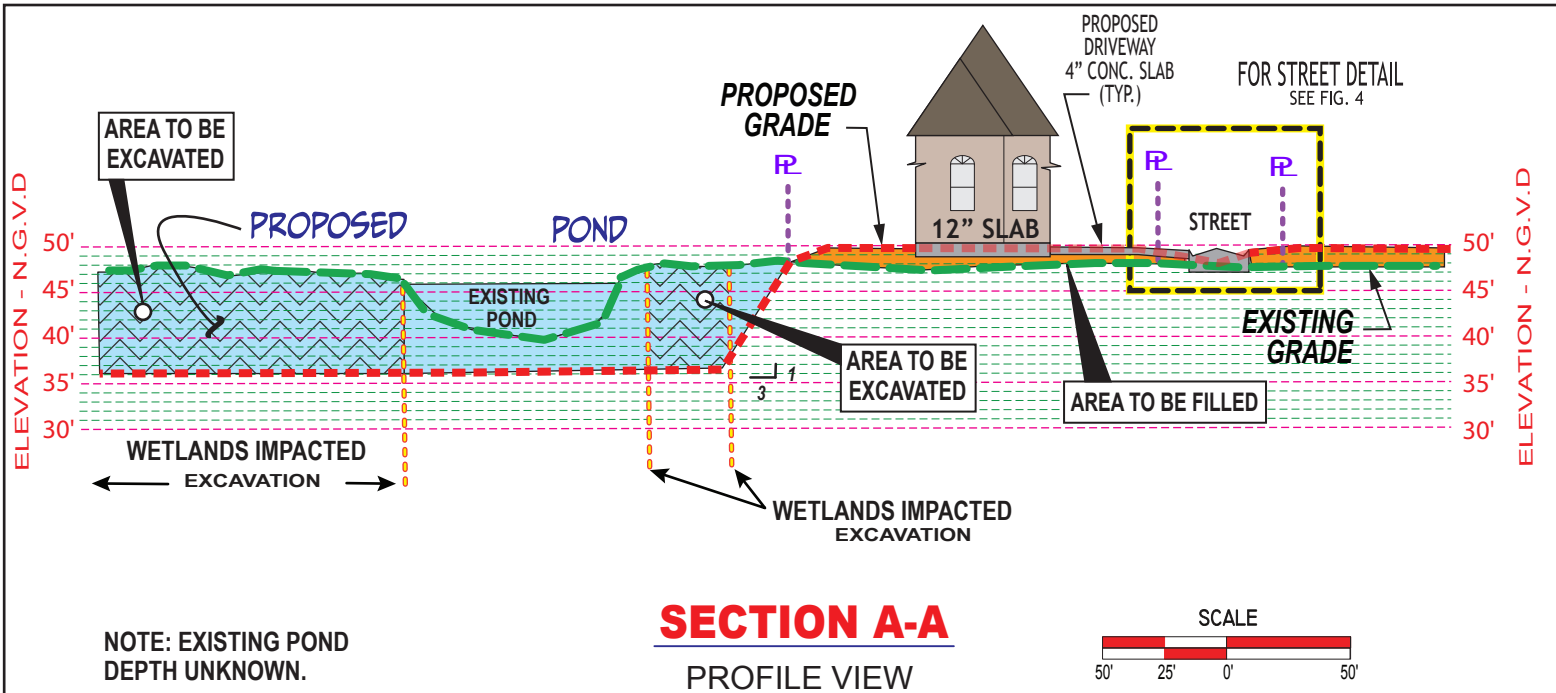 PROPOSED
DRIVEWAY
4” CONC. SLAB
(TYP.)
FOR STREET DETAIL
SEE FIG. 4
PROPOSED
GRADE
AREA TO BE
EXCAVATED
PL
PL
PL
PROPOSED
POND
12” SLAB
STREET
ELEVATION - N.G.V.D
50'
45'
40'
35'
30'
EXISTING
POND
50'
45'
40'
35'
30'
ELEVATION - N.G.V.D
EXISTING
GRADE
1
3
AREA TO BE
EXCAVATED
AREA TO BE FILLED
WETLANDS IMPACTED
EXCAVATION
WETLANDS IMPACTED
EXCAVATION
SECTION A-A
PROFILE VIEW
NOTE: EXISTING POND
DEPTH UNKNOWN.
SCALE
50' 25' 0' 50'